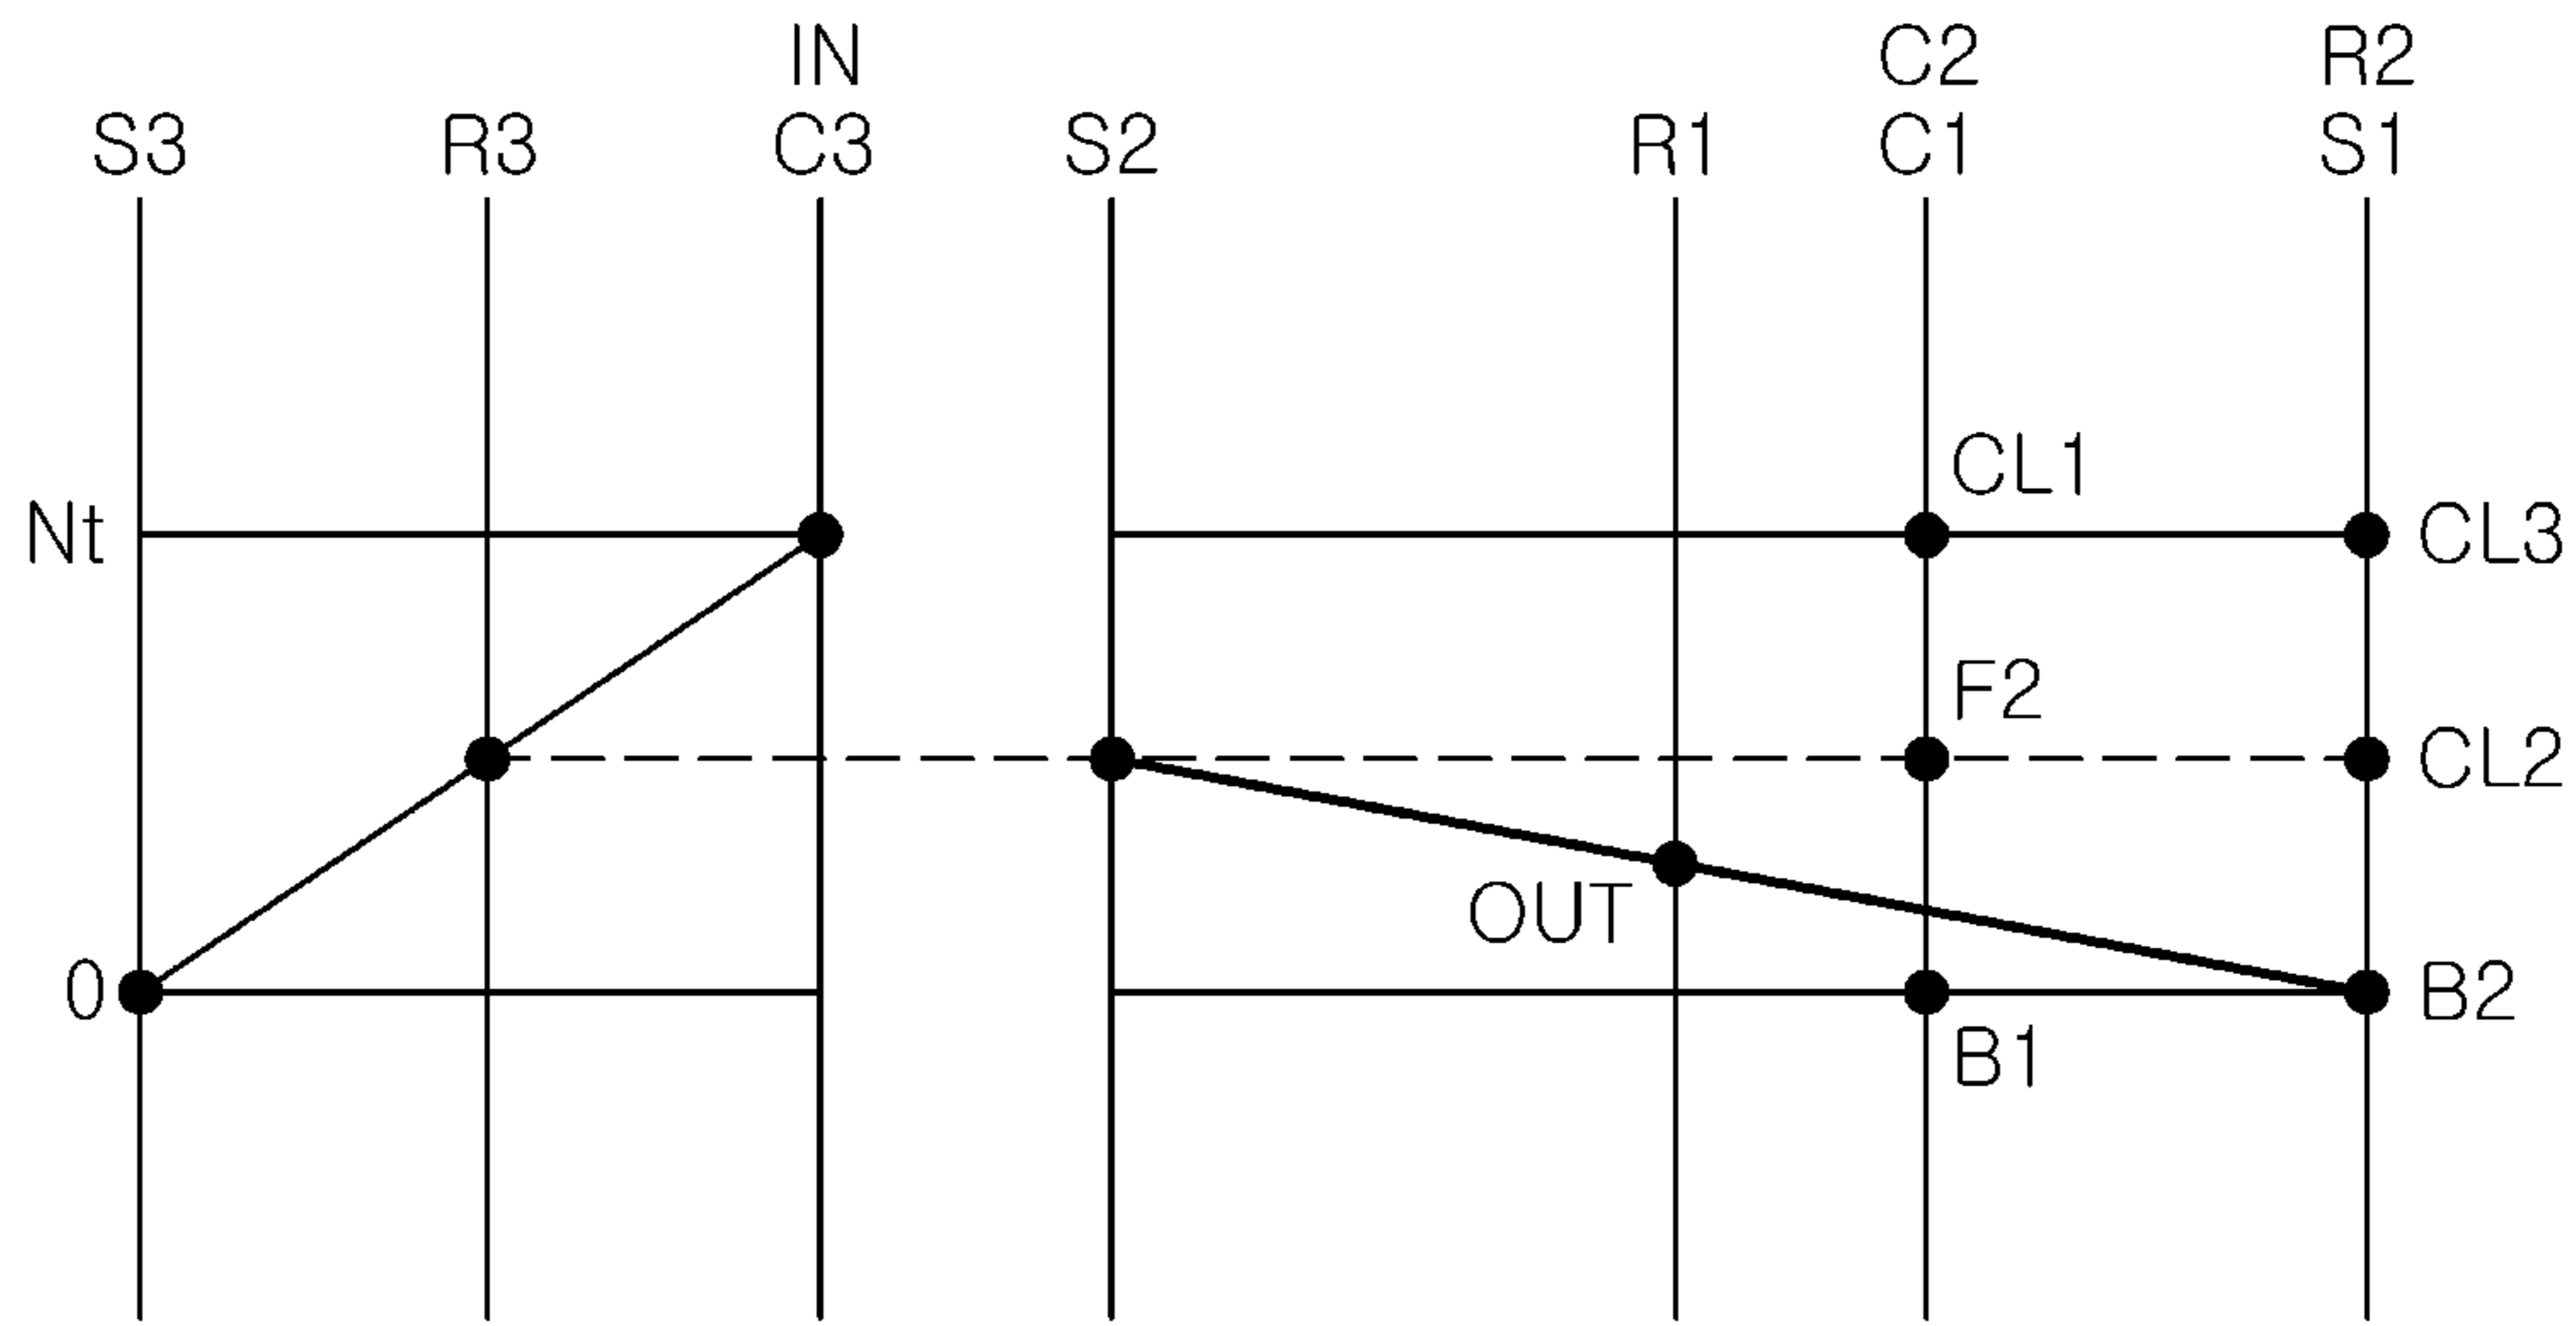 IN C2 R2
S3 R3 C3 S2 R1 C1 S1
CL1
Nt CL3
F2
CL2
OUT
0 B2
B1